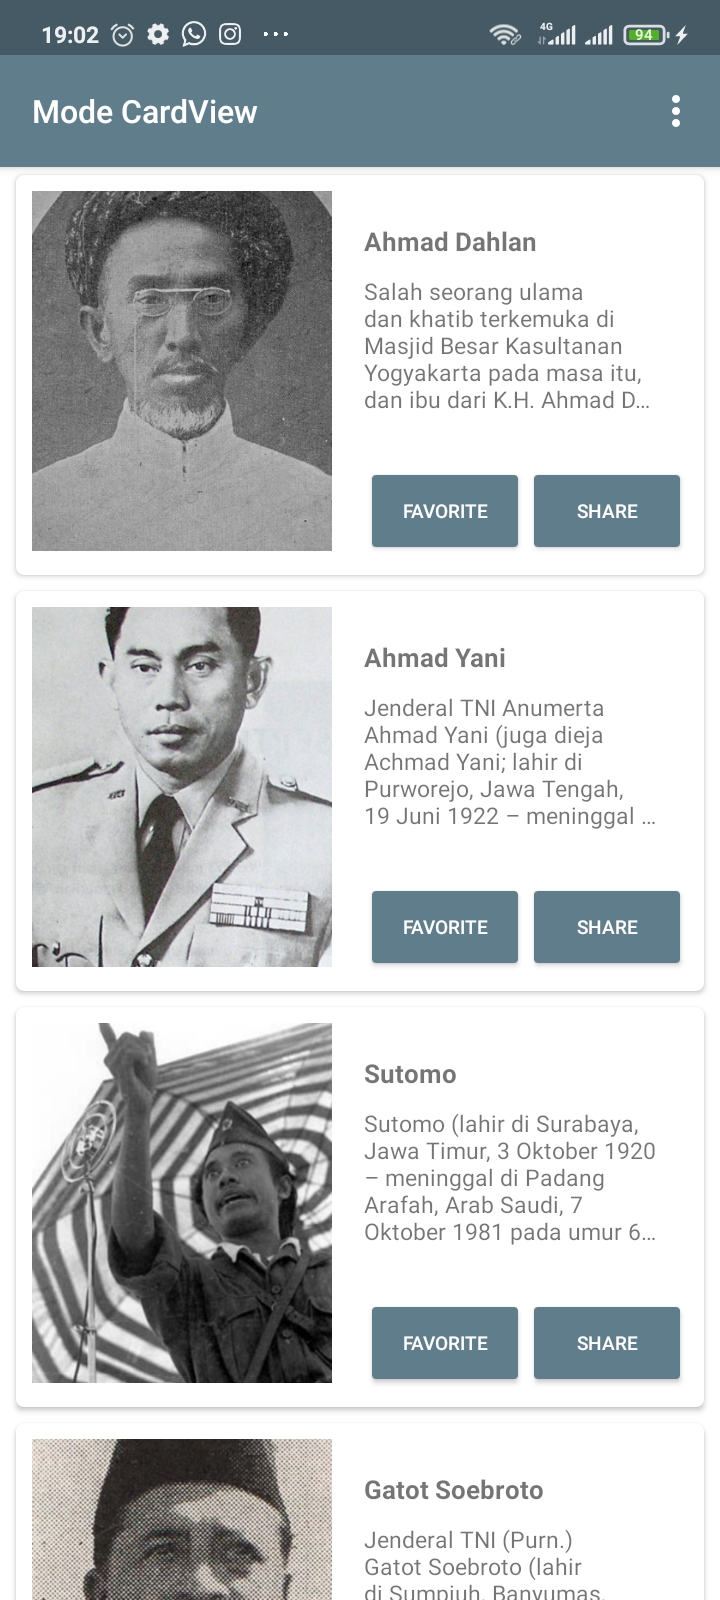 19:02
4G
94
Mode CardView
Ahmad Dahlan
Salah seorang ulama
dan khatib terkemuka di
Masjid Besar Kasultanan
Yogyakarta pada masa itu,
dan ibu dari K.H. Ahmad D...
FAVORITE SHARE
Ahmad Yani
Jenderal TNI Anumerta
Ahmad Yani (juga dieja
Achmad Yani; lahir di
Purworejo, Jawa Tengah,
19 Juni 1922 – meninggal ...
FAVORITE SHARE
Sutomo
Sutomo (lahir di Surabaya,
Jawa Timur, 3 Oktober 1920
– meninggal di Padang
Arafah, Arab Saudi, 7
Oktober 1981 pada umur 6...
FAVORITE SHARE
Gatot Soebroto
Jenderal TNI (Purn.)
Gatot Soebroto (lahir
di Sumpiuh, Banyumas,